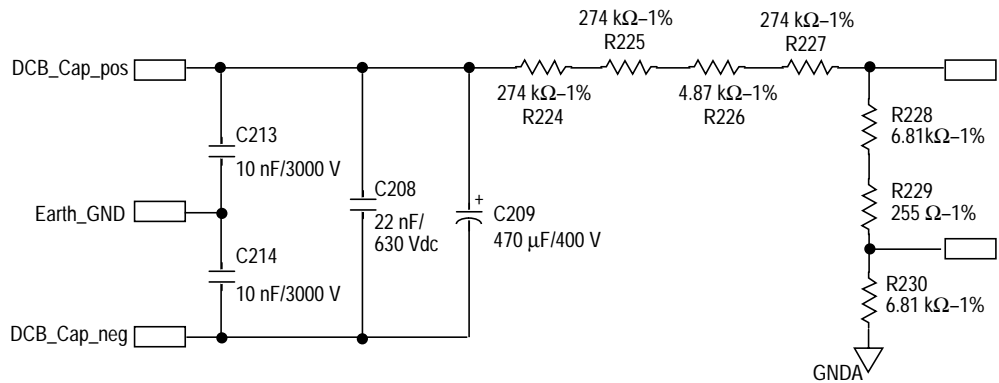 274 kΩ–1%
R225
274 kΩ–1%
R227
DCB_Cap_pos
274 kΩ–1%
R224
4.87 kΩ–1%
R226
R228
6.81kΩ–1%
C213
10 nF/3000 V
C208
22 nF/
630 Vdc
+
C209
470 µF/400 V
R229
255 Ω–1%
Earth_GND
C214
10 nF/3000 V
R230
6.81 kΩ–1%
DCB_Cap_neg
GNDA